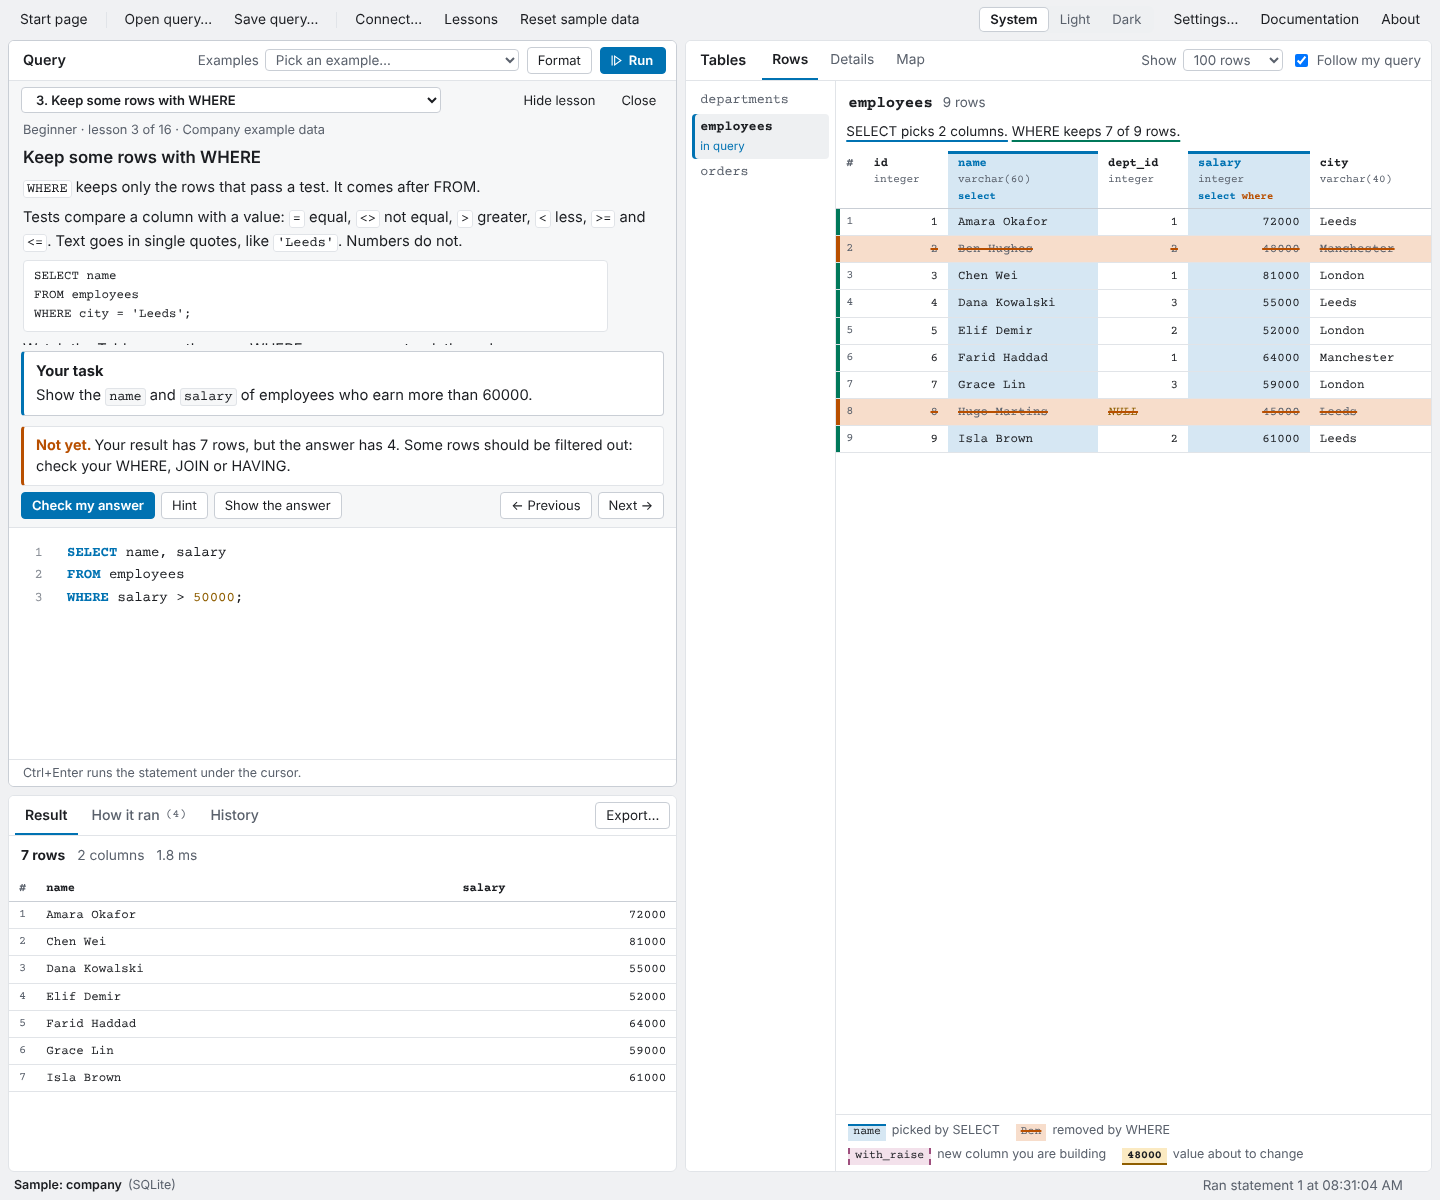 Start page Open query... Save query... Connect... Lessons Reset sample data System Light Dark Settings... Documentation About
Query Examples Pick an example... Format Run
3. Keep some rows with WHERE Hide lesson Close
Beginner · lesson 3 of 16 · Company example data
Keep some rows with WHERE
WHERE keeps only the rows that pass a test. It comes after FROM.
Tests compare a column with a value: = equal, <> not equal, > greater, < less, >= and
<=. Text goes in single quotes, like 'Leeds'. Numbers do not.
SELECT name
FROM employees
WHERE city = 'Leeds';
Your task
Show the name and salary of employees who earn more than 60000.
Not yet. Your result has 7 rows, but the answer has 4. Some rows should be filtered out:
check your WHERE, JOIN or HAVING.
Check my answer Hint Show the answer ← Previous Next →
1 SELECT name, salary
2 FROM employees
3 WHERE salary > 50000;
Ctrl+Enter runs the statement under the cursor.
Result How it ran (4) History Export...
7 rows 2 columns 1.8 ms
# name salary
1 Amara Okafor 72000
2 Chen Wei 81000
3 Dana Kowalski 55000
4 Elif Demir 52000
5 Farid Haddad 64000
6 Grace Lin 59000
7 Isla Brown 61000
Tables Rows Details Map Show 100 rows Follow my query
departments
employees
in query
orders
employees 9 rows
SELECT picks 2 columns. WHERE keeps 7 of 9 rows.
# id name dept_id salary city
integer varchar(60) integer integer varchar(40)
select select where
1 1 Amara Okafor 1 72000 Leeds
2 2 Ben Hughes 2 48000 Manchester
3 3 Chen Wei 1 81000 London
4 4 Dana Kowalski 3 55000 Leeds
5 5 Elif Demir 2 52000 London
6 6 Farid Haddad 1 64000 Manchester
7 7 Grace Lin 3 59000 London
8 8 Hugo Martins NULL 45000 Leeds
9 9 Isla Brown 2 61000 Leeds
name picked by SELECT Ben removed by WHERE
with_raise new column you are building 48000 value about to change
Sample: company (SQLite) Ran statement 1 at 08:31:04 AM